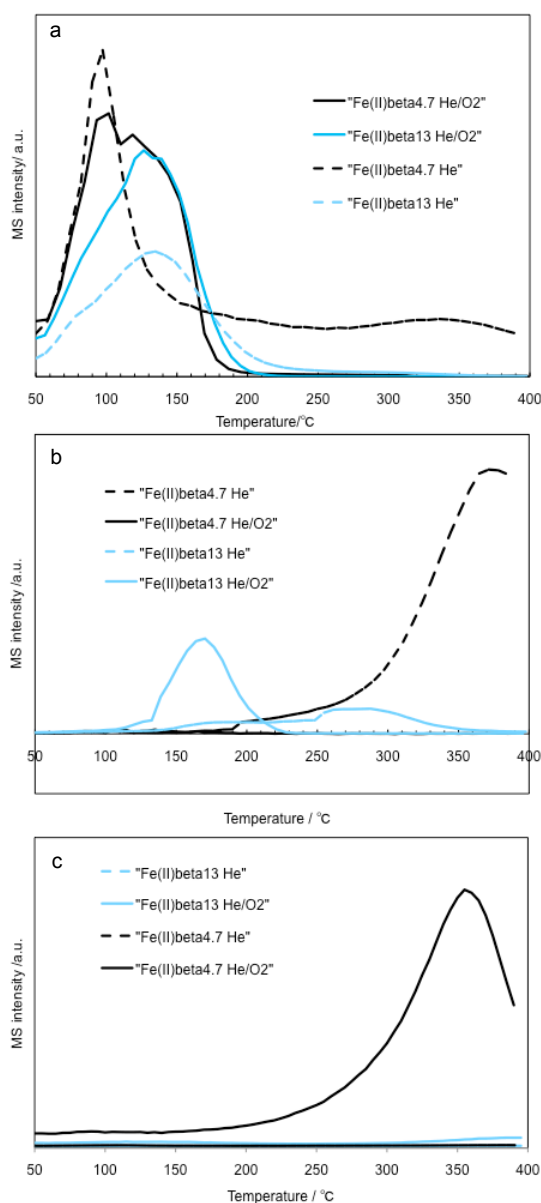 a
MS intensity/ a.u.
"Fe(II)beta4.7 He/O2"
"Fe(II)beta13 He/O2"
"Fe(II)beta4.7 He"
"Fe(II)beta13 He"
50 100 150 200 250 300 350 400
Temperature/℃
b
MS intensity /a.u.
"Fe(II)beta4.7 He"
"Fe(II)beta4.7 He/O2"
"Fe(II)beta13 He"
"Fe(II)beta13 He/O2"
50 100 150 200 250 300 350 400
Temperature / ℃
c
MS intensity /a.u.
"Fe(II)beta13 He"
"Fe(II)beta13 He/O2"
"Fe(II)beta4.7 He"
"Fe(II)beta4.7 He/O2"
50 100 150 200 250 300 350 400
Temperature / ℃